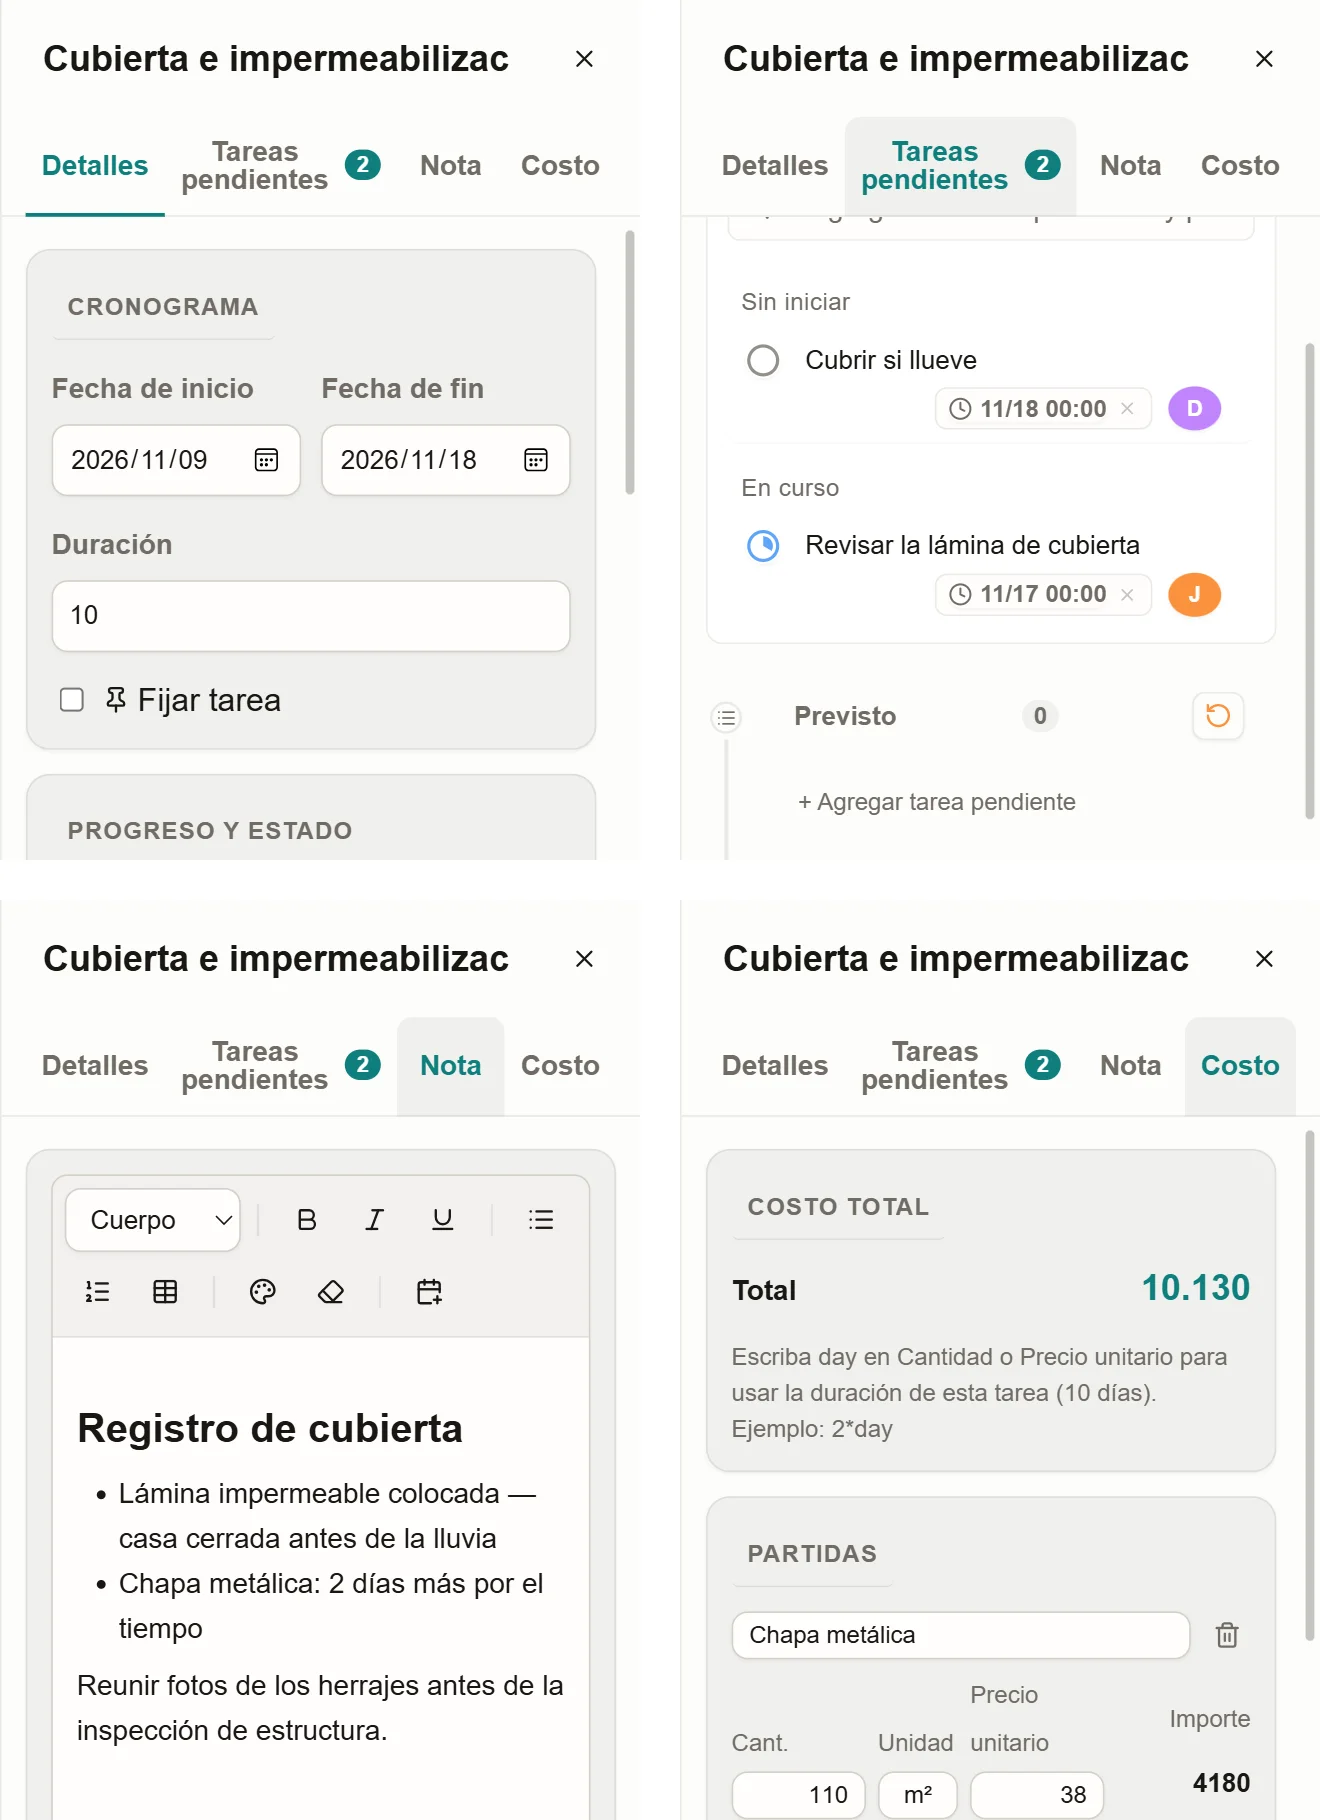 Cubierta e impermeabilizac
Detalles
Tareas pendientes
2
Nota
Costo
CRONOGRAMA
Fecha de inicio
Fecha de fin
2026/11/09
2026/11/18
Duración
10
Fijar tarea
PROGRESO Y ESTADO
Cubierta e impermeabilizac
Detalles
Tareas pendientes
2
Nota
Costo
Sin iniciar
Cubrir si llueve
11/18 00:00
D
En curso
Revisar la lámina de cubierta
11/17 00:00
J
Previsto
0
+ Agregar tarea pendiente
Cubierta e impermeabilizac
Detalles
Tareas pendientes
2
Nota
Costo
Cuerpo
Registro de cubierta
• Lámina impermeable colocada —
casa cerrada antes de la lluvia
• Chapa metálica: 2 días más por el
tiempo
Reunir fotos de los herrajes antes de la
inspección de estructura.
Cubierta e impermeabilizac
Detalles
Tareas pendientes
2
Nota
Costo
COSTO TOTAL
Total
10.130
Escriba day en Cantidad o Precio unitario para
usar la duración de esta tarea (10 días).
Ejemplo: 2*day
PARTIDAS
Chapa metálica
Cant.
Unidad
Precio unitario
Importe
110
m²
38
4180